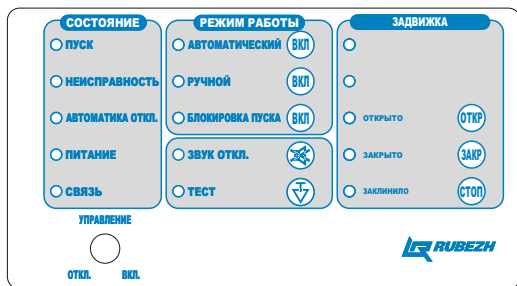 СОСТОЯНИЕ
ПУСК
НЕИСПРАВНОСТЬ
АВТОМАТИКА ОТКЛ.
ПИТАНИЕ
СВЯЗЬ
РЕЖИМ РАБОТЫ
АВТОМАТИЧЕСКИЙ ВКЛ
РУЧНОЙ ВКЛ
БЛОКИРОВКА ПУСКА ВКЛ
ЗВУК ОТКЛ.
ТЕСТ
ЗАДВИЖКА
ОТКРЫТО ОТКР
ЗАКРЫТО ЗАКР
ЗАКЛИНИЛО СТОП
УПРАВЛЕНИЕ
ОТКЛ. ВКЛ.
RUBEZH